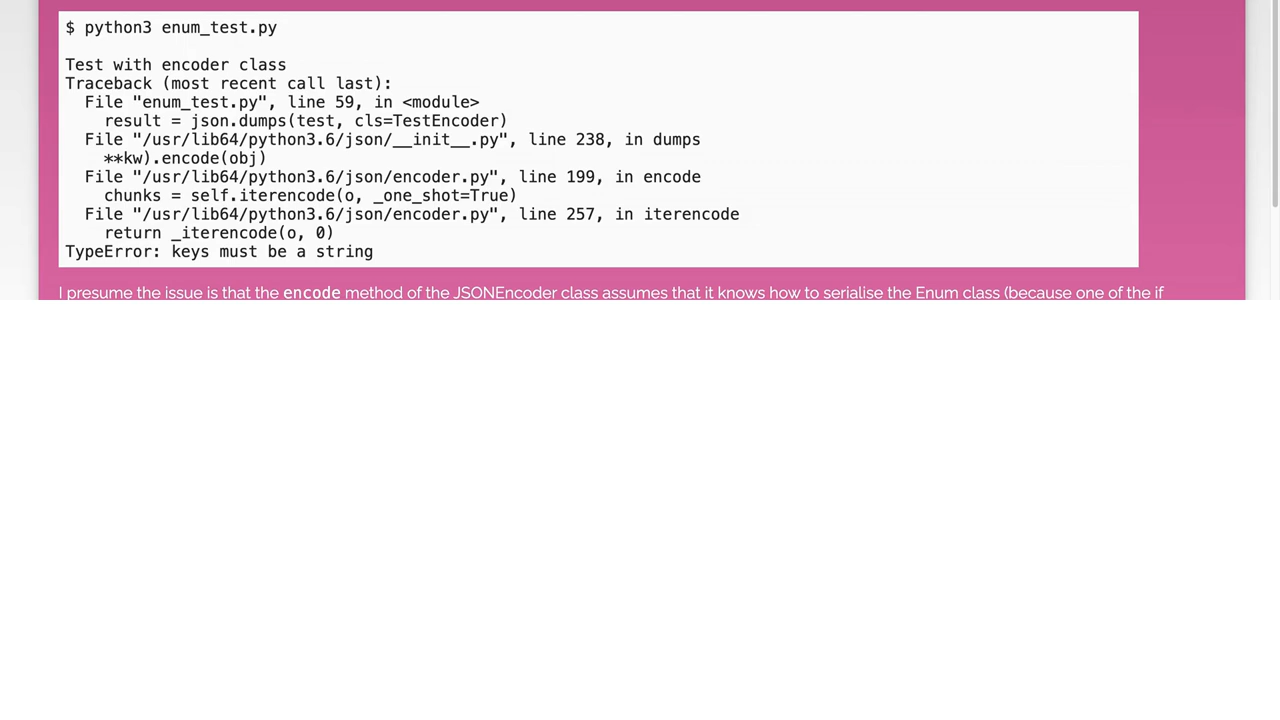 $ python3 enum_test.py
Test with encoder class
Traceback (most recent call last):
  File "enum_test.py", line 59, in <module>
    result = json.dumps(test, cls=TestEncoder)
  File "/usr/lib64/python3.6/json/__init__.py", line 238, in dumps
    **kw).encode(obj)
  File "/usr/lib64/python3.6/json/encoder.py", line 199, in encode
    chunks = self.iterencode(o, _one_shot=True)
  File "/usr/lib64/python3.6/json/encoder.py", line 257, in iterencode
    return _iterencode(o, 0)
TypeError: keys must be a string
I presume the issue is that the encode method of the JSONEncoder class assumes that it knows how to serialise the Enum class (because one of the if